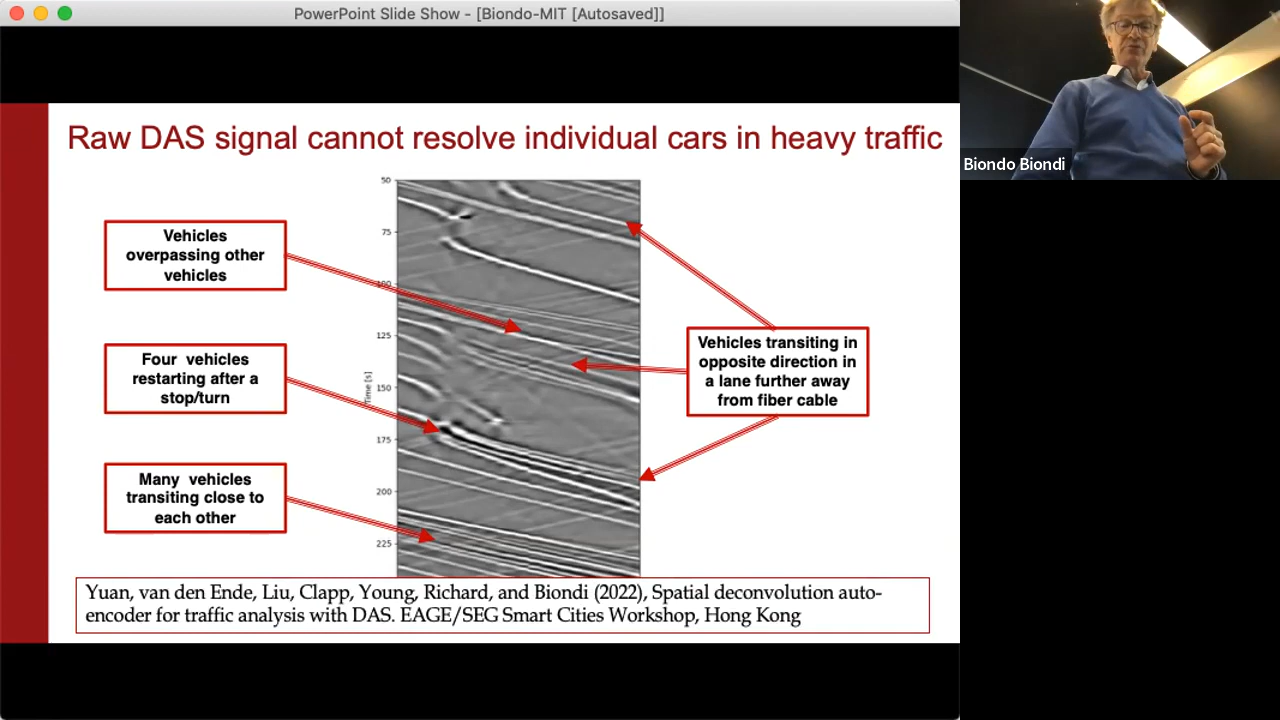 PowerPoint Slide Show - [Biondo-MIT [Autosaved]]
Raw DAS signal cannot resolve individual cars in heavy traffic
Vehicles
overpassing other
vehicles
Four vehicles
restarting after a
stop/turn
Many vehicles
transiting close to
each other
50
75
100
125
150
175
200
225
Time [s]
Vehicles transiting in
opposite direction in
a lane further away
from fiber cable
Yuan, van den Ende, Liu, Clapp, Young, Richard, and Biondi (2022), Spatial deconvolution auto-
encoder for traffic analysis with DAS. EAGE/SEG Smart Cities Workshop, Hong Kong
Biondo Biondi